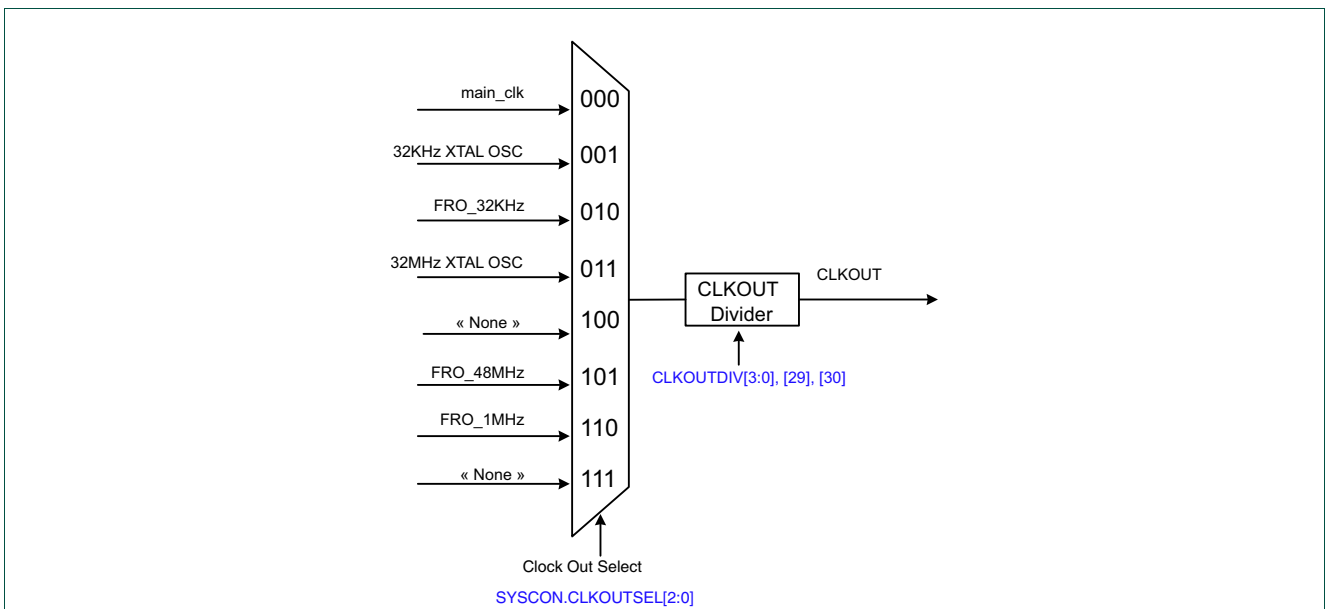 main_clk
000
32KHz XTAL OSC
001
FRO_32KHz
010
32MHz XTAL OSC
011
« None »
100
FRO_48MHz
101
FRO_1MHz
110
« None »
111
CLKOUT
Divider
CLKOUT
CLKOUTDIV[3:0], [29], [30]
Clock Out Select
SYSCON.CLKOUTSEL[2:0]